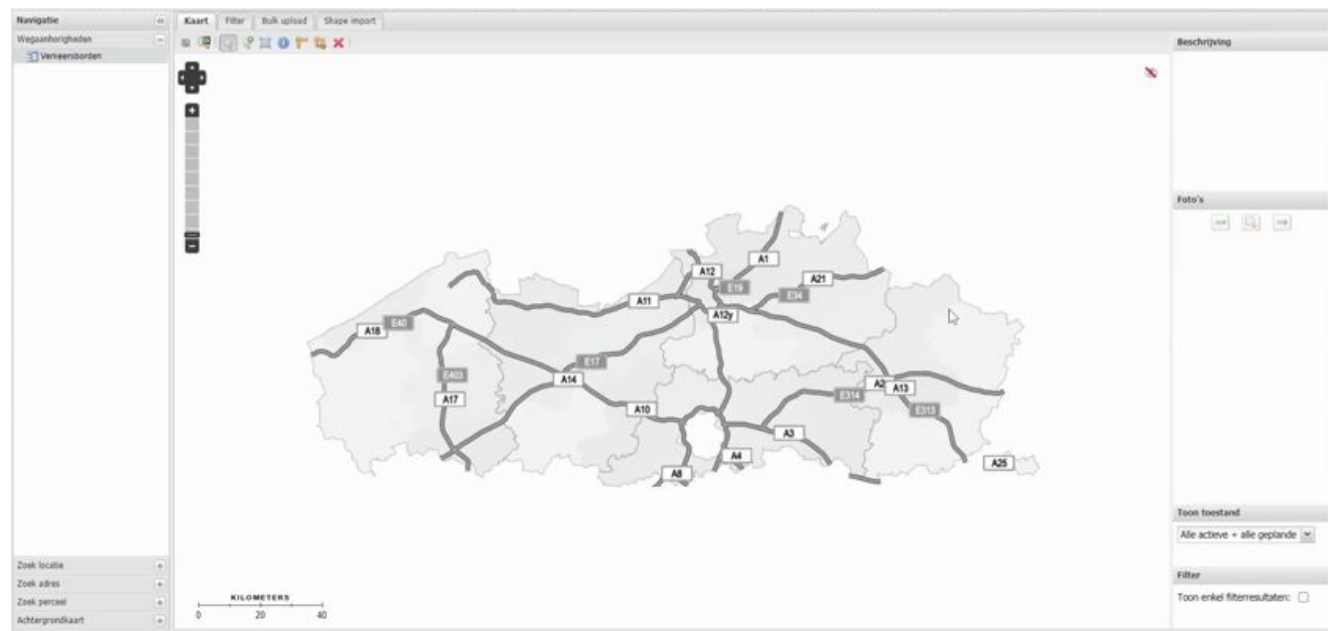 Navigatie
Wegaanhorigheden
Verkeersborden
Zoek locatie
Zoek adres
Zoek perceel
Achtergrondkaart
Kaart Filter Bulk upload Shape import
A1
A12
A21
E19
E34
A11
A12y
E40
A18
E17
E403
A14
A13
E314
A17
A10
E313
A3
A4
A8
A25
KILOMETERS
0 20 40
Beschrijving
Foto's
Toon toestand
Alle actieve + alle geplande
Filter
Toon enkel filterresultaten: